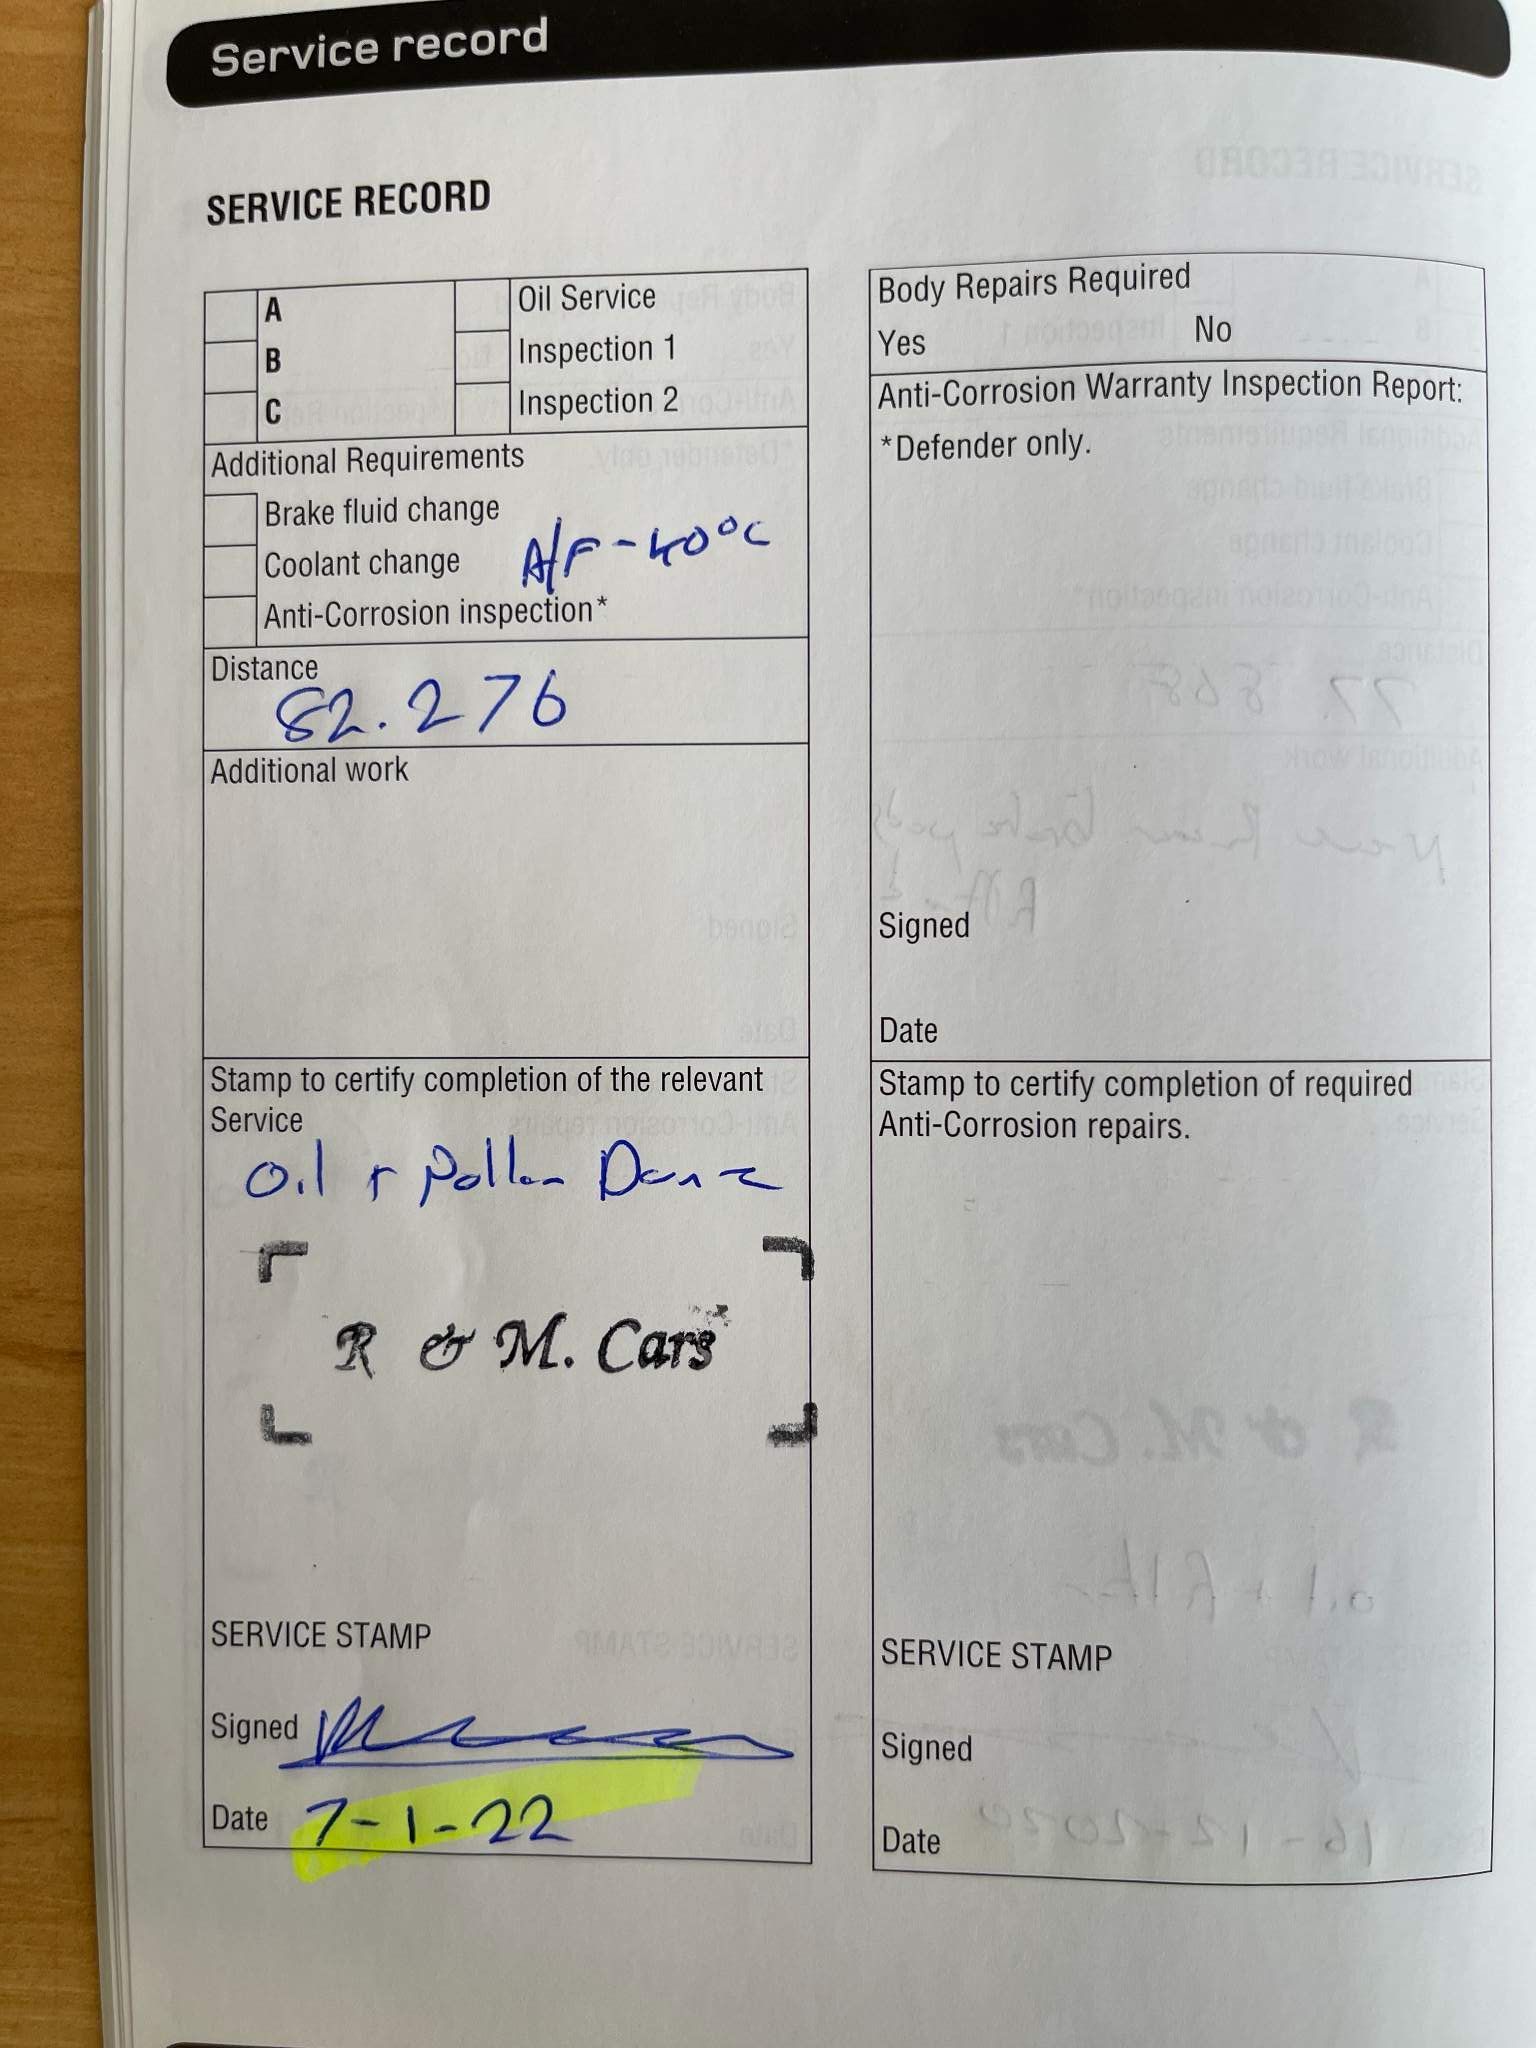 Service record
SERVICE RECORD
A
B
C
Oil Service
Inspection 1
Inspection 2
Additional Requirements
Brake fluid change
Coolant change
A/F -40°C
Anti-Corrosion inspection*
Distance
82.276
Additional work
Stamp to certify completion of the relevant
Service
Oil + Pollen Done
R & M. Cars
SERVICE STAMP
Signed
Date 7-1-22
Body Repairs Required
Yes No
Anti-Corrosion Warranty Inspection Report:
*Defender only.
Signed
Date
Stamp to certify completion of required
Anti-Corrosion repairs.
SERVICE STAMP
Signed
Date